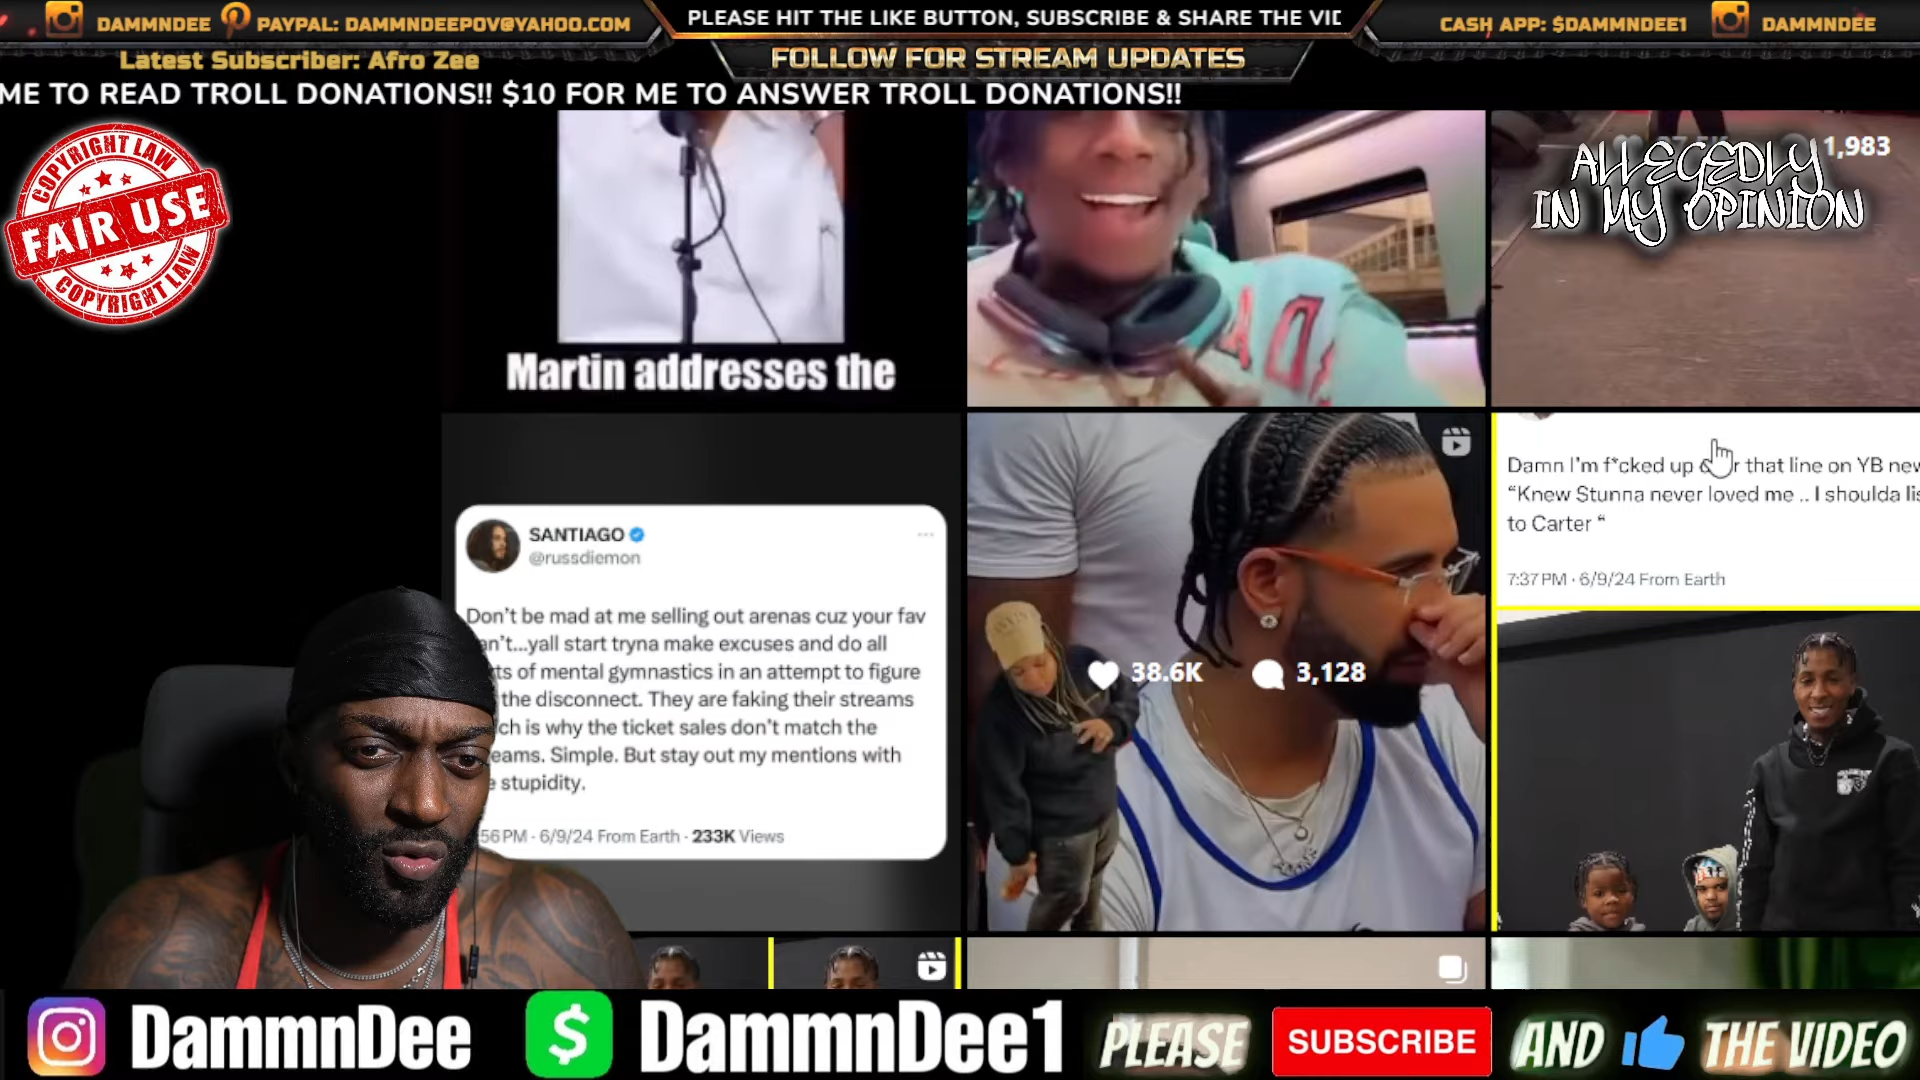 DAMMNDEE
PAYPAL: DAMMNDEEPOV@YAHOO.COM
PLEASE HIT THE LIKE BUTTON, SUBSCRIBE & SHARE THE
CASH APP: $DAMMNDEE1
DAMMNDEE
Latest Subscriber: Afro Zee
FOLLOW FOR STREAM UPDATES
ME TO READ TROLL DONATIONS!! $10 FOR ME TO ANSWER TROLL DONATIONS!!
COPYRIGHT LAW
FAIR USE
COPYRIGHT LAW
1,983
ALLEGEDLY
IN MY OPINION
Martin addresses the
SANTIAGO
@russdiemon
Don't be mad at me selling out arenas cuz your fav
yall start tryna make excuses and do all
of mental gymnastics in an attempt to figure
the disconnect. They are faking their streams
is why the ticket sales don't match the
Simple. But stay out my mentions with
stupidity.
PM · 6/9/24 From Earth · 233K Views
38.6K
3,128
Damn I'm f*cked up that line on YB
"Knew Stunna never loved me .. I shoulda
to Carter "
7:37 PM · 6/9/24 From Earth
DammnDee
$
DammnDee1
PLEASE
SUBSCRIBE
AND
THE VIDEO